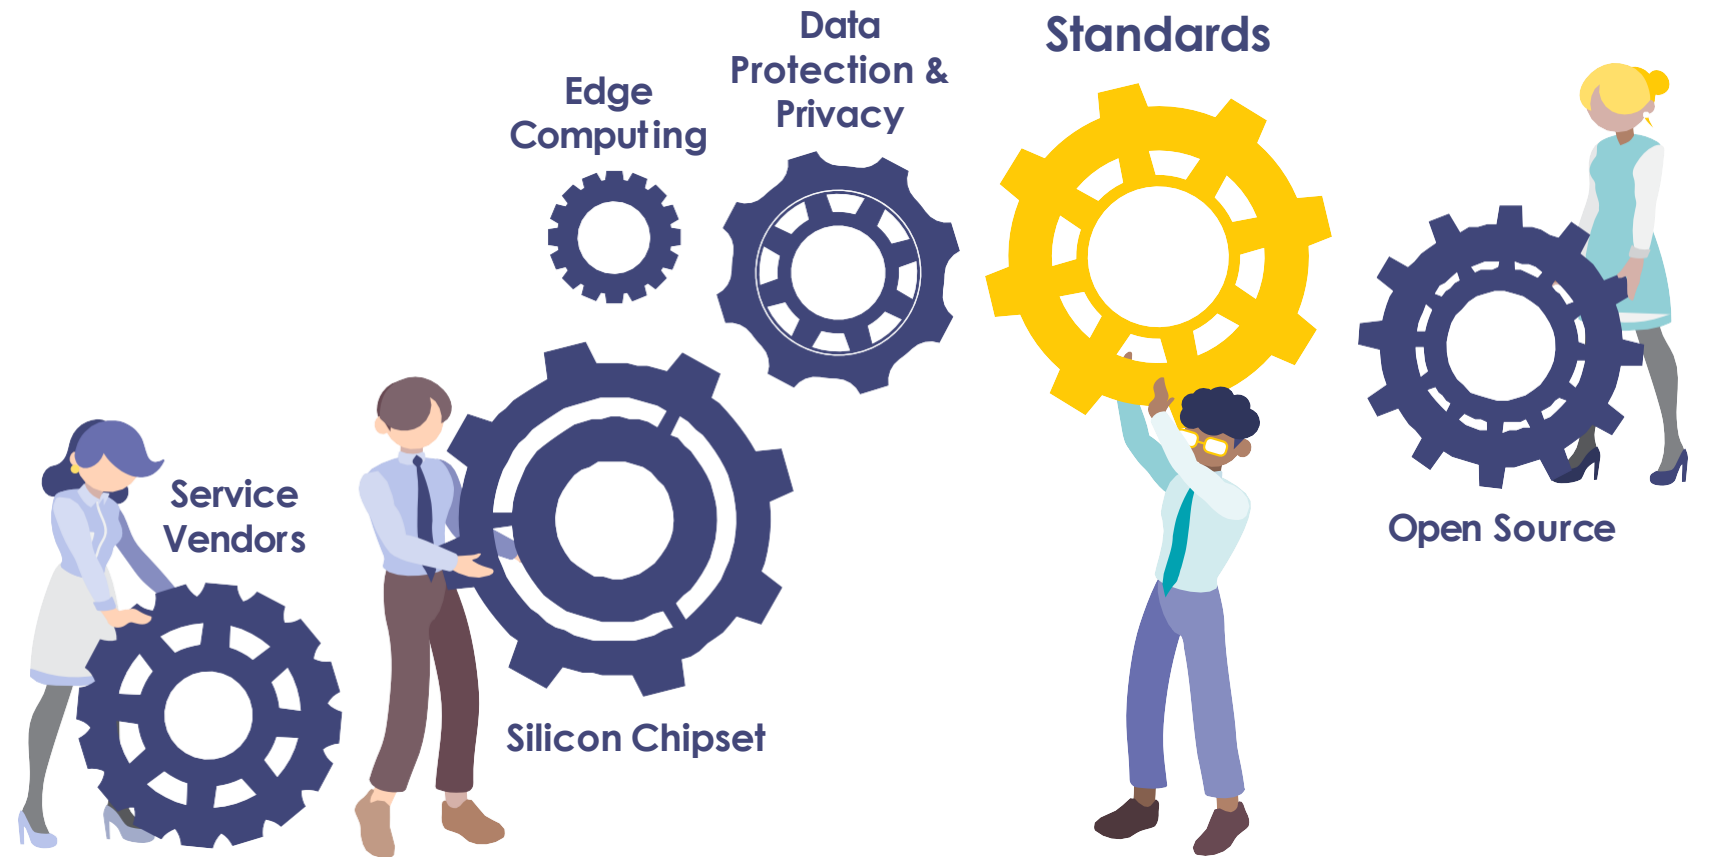 Data
Protection &
Privacy
Standards
Edge
Computing
Service
Vendors
Open Source
Silicon Chipset